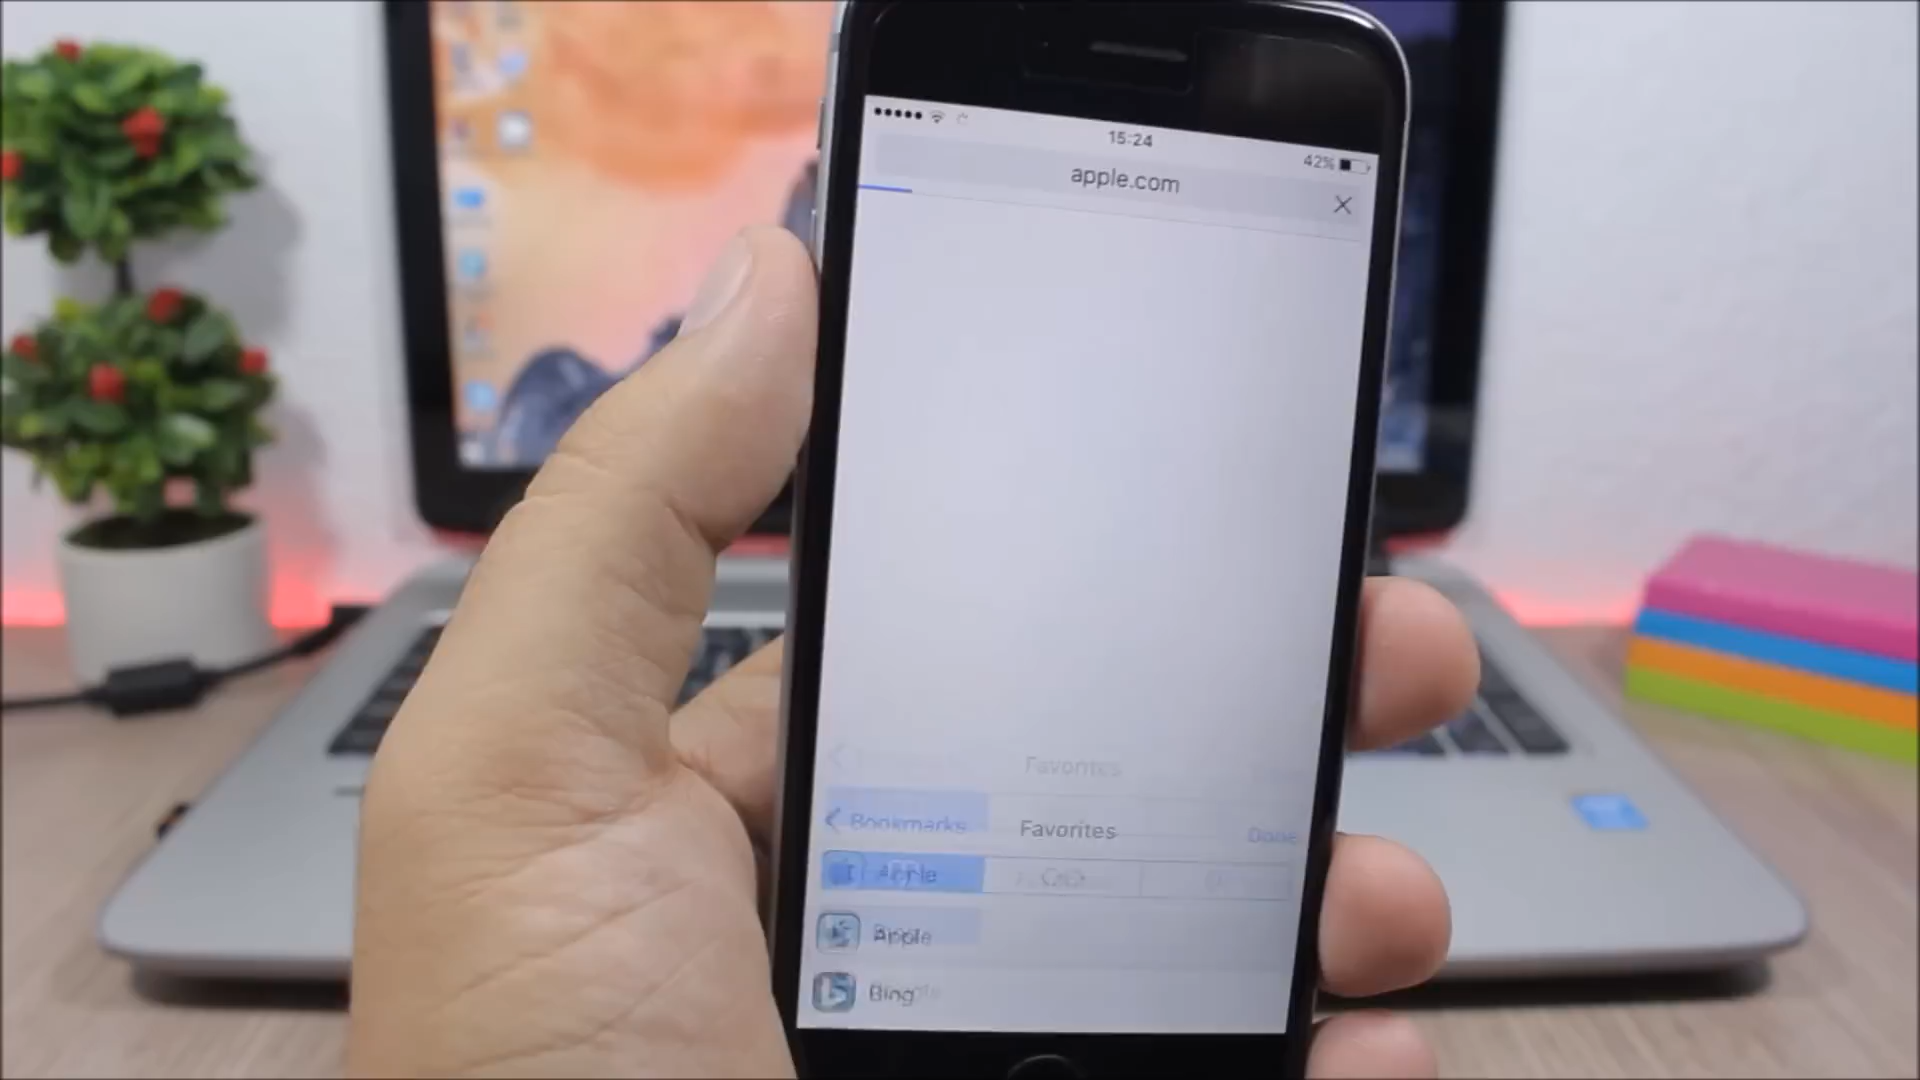 15:24
42%
apple.com
Favorites
Bookmarks
Favorites
Done
Apple
Apple
Bing